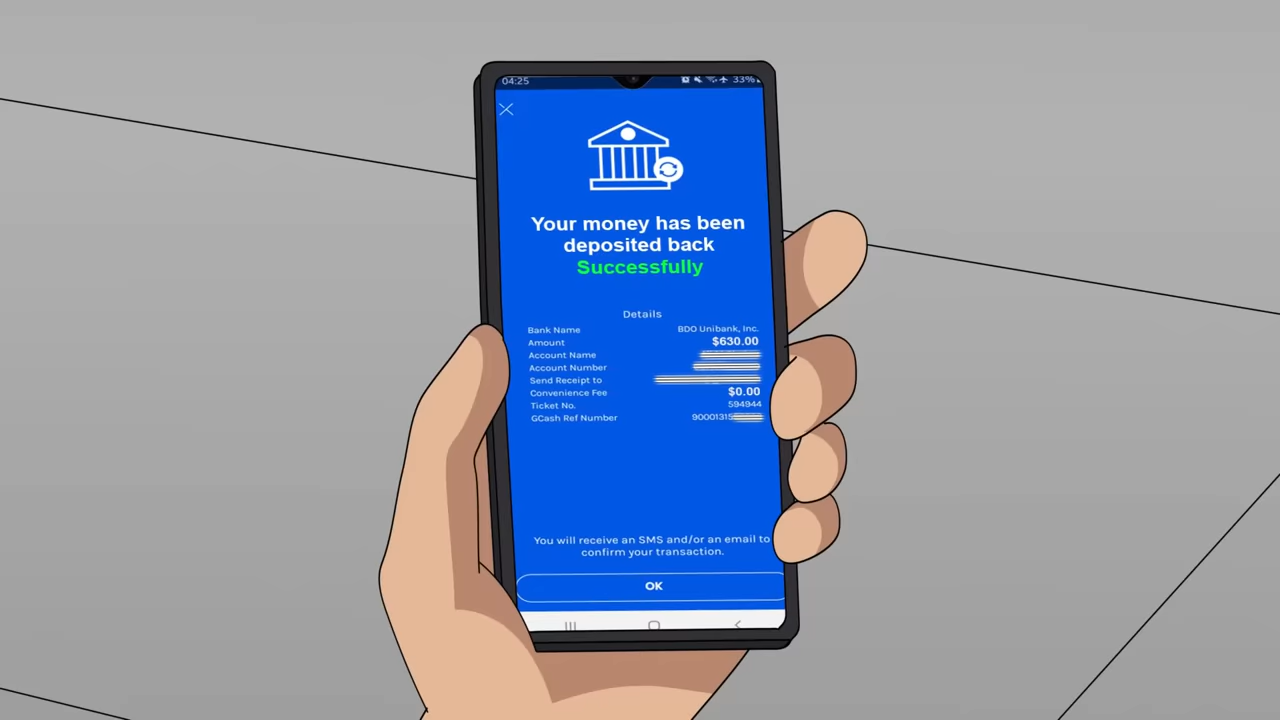 04:25 33%
Your money has been
deposited back
Successfully
Details
Bank Name BDO Unibank, Inc.
Amount $630.00
Account Name
Account Number
Send Receipt to
Convenience Fee $0.00
Ticket No. 594944
GCash Ref Number 90001315
You will receive an SMS and/or an email to
confirm your transaction.
OK